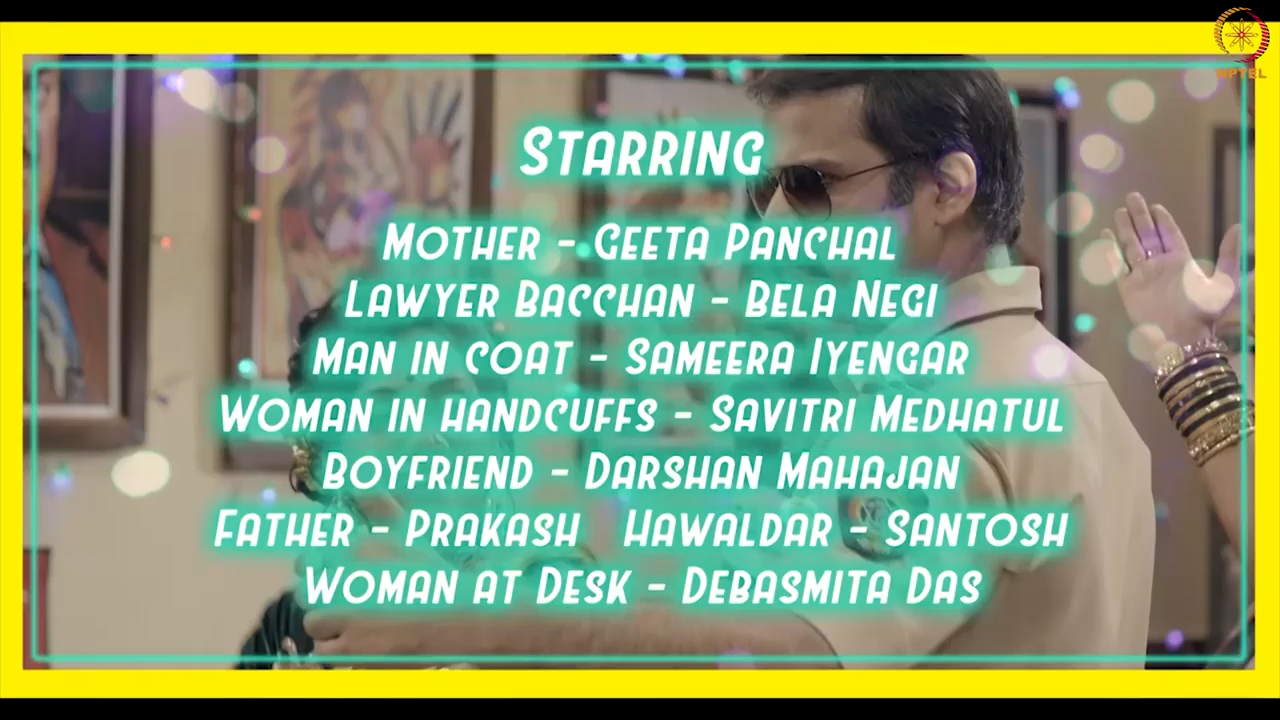 NPTEL
STARRING
MOTHER - GEETA PANCHAL
LAWYER BACCHAN - BELA NEGI
MAN IN COAT - SAMEERA IYENGAR
WOMAN IN HANDCUFFS - SAVITRI MEDHATUL
BOYFRIEND - DARSHAN MAHAJAN
FATHER - PRAKASH HAWALDAR - SANTOSH
WOMAN AT DESK - DEBASMITA DAS